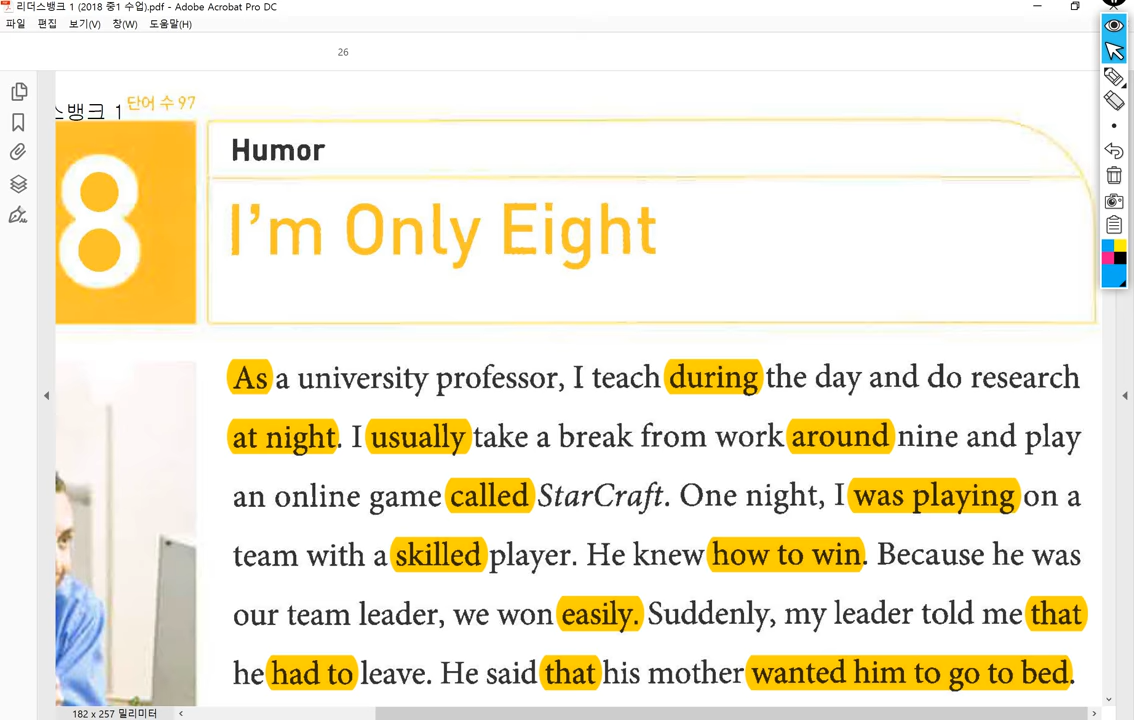 리더스뱅크 1 (2018 중1 수업).pdf - Adobe Acrobat Pro DC
파일 편집 보기(V) 창(W) 도움말(H)
26
스뱅크 1 단어 수 97
8
Humor
I'm Only Eight
As a university professor, I teach during the day and do research
at night. I usually take a break from work around nine and play
an online game called StarCraft. One night, I was playing on a
team with a skilled player. He knew how to win. Because he was
our team leader, we won easily. Suddenly, my leader told me that
he had to leave. He said that his mother wanted him to go to bed.
182 x 257 밀리미터